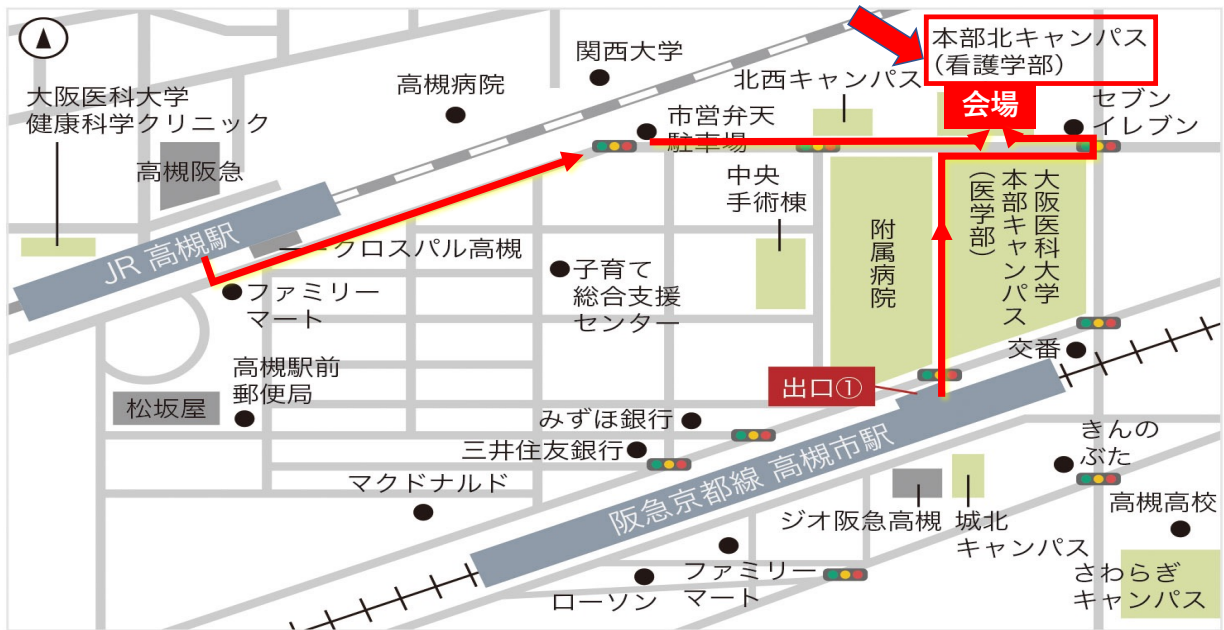 本部北キャンパス
(看護学部)
会場
関西大学
高槻病院
北西キャンパス
市営弁天
駐車場
セブン
イレブン
大阪医科大学
健康科学クリニック
高槻阪急
中央
手術棟
附属病院
大阪医科大学
本部キャンパス
(医学部)
JR 高槻駅
クロスパル高槻
子育て
総合支援
センター
ファミリー
マート
高槻駅前
郵便局
松坂屋
交番
出口①
みずほ銀行
三井住友銀行
マクドナルド
阪急京都線 高槻市駅
きんの
ぶた
高槻高校
ジオ阪急高槻
城北
キャンパス
ファミリー
マート
ローソン
さわらぎ
キャンパス